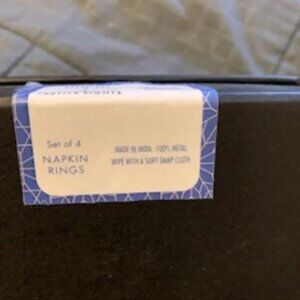 Set of 4
NAPKIN
RINGS
MADE IN INDIA. 100% METAL
WIPE WITH A SOFT DAMP CLOTH.